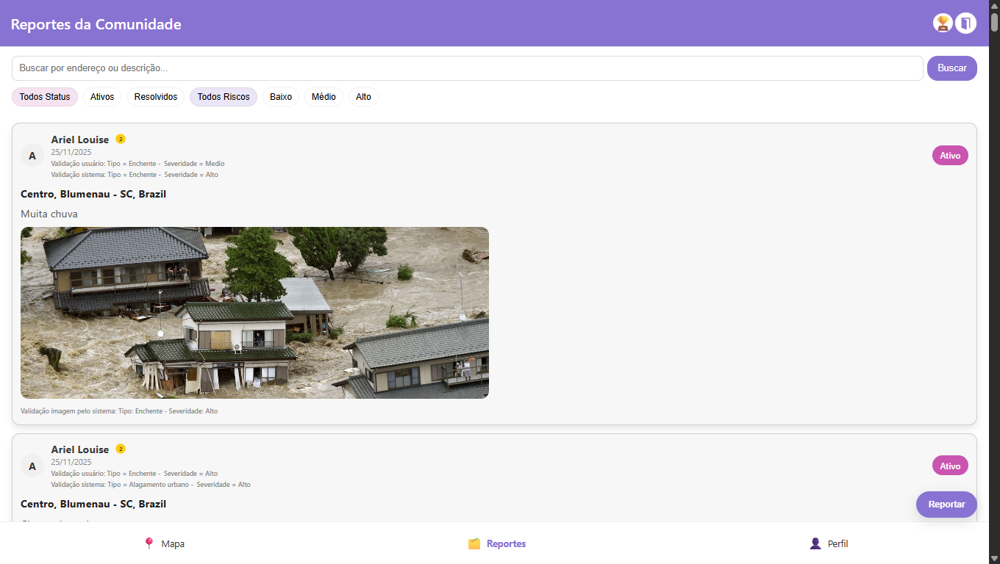 Reportes da Comunidade
Buscar por endereço ou descrição...
Buscar
Todos Status
Ativos
Resolvidos
Todos Riscos
Baixo
Médio
Alto
A
Ariel Louise 2
25/11/2025
Validação usuário: Tipo = Enchente - Severidade = Medio
Validação sistema: Tipo = Enchente - Severidade = Alto
Ativo
Centro, Blumenau - SC, Brazil
Muita chuva
Validação imagem pelo sistema: Tipo: Enchente - Severidade: Alto
A
Ariel Louise 2
25/11/2025
Validação usuário: Tipo = Enchente - Severidade = Alto
Validação sistema: Tipo = Alagamento urbano - Severidade = Alto
Ativo
Centro, Blumenau - SC, Brazil
Reportar
Mapa
Reportes
Perfil